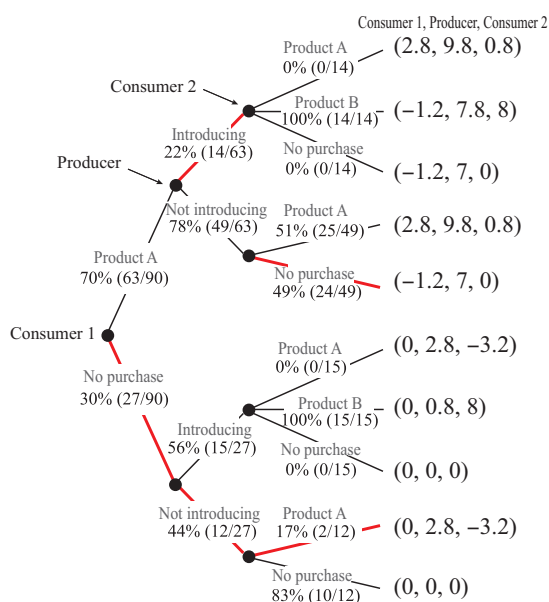 Consumer 1, Producer, Consumer 2
Product A
0% (0/14)
(2.8, 9.8, 0.8)
Consumer 2
Product B
100% (14/14)
(−1.2, 7.8, 8)
Introducing
22% (14/63)
No purchase
0% (0/14)
(−1.2, 7, 0)
Producer
Not introducing
78% (49/63)
Product A
51% (25/49)
(2.8, 9.8, 0.8)
Product A
70% (63/90)
No purchase
49% (24/49)
(−1.2, 7, 0)
Consumer 1
Product A
0% (0/15)
(0, 2.8, −3.2)
No purchase
30% (27/90)
Product B
100% (15/15)
(0, 0.8, 8)
Introducing
56% (15/27)
No purchase
0% (0/15)
(0, 0, 0)
Not introducing
44% (12/27)
Product A
17% (2/12)
(0, 2.8, −3.2)
No purchase
83% (10/12)
(0, 0, 0)